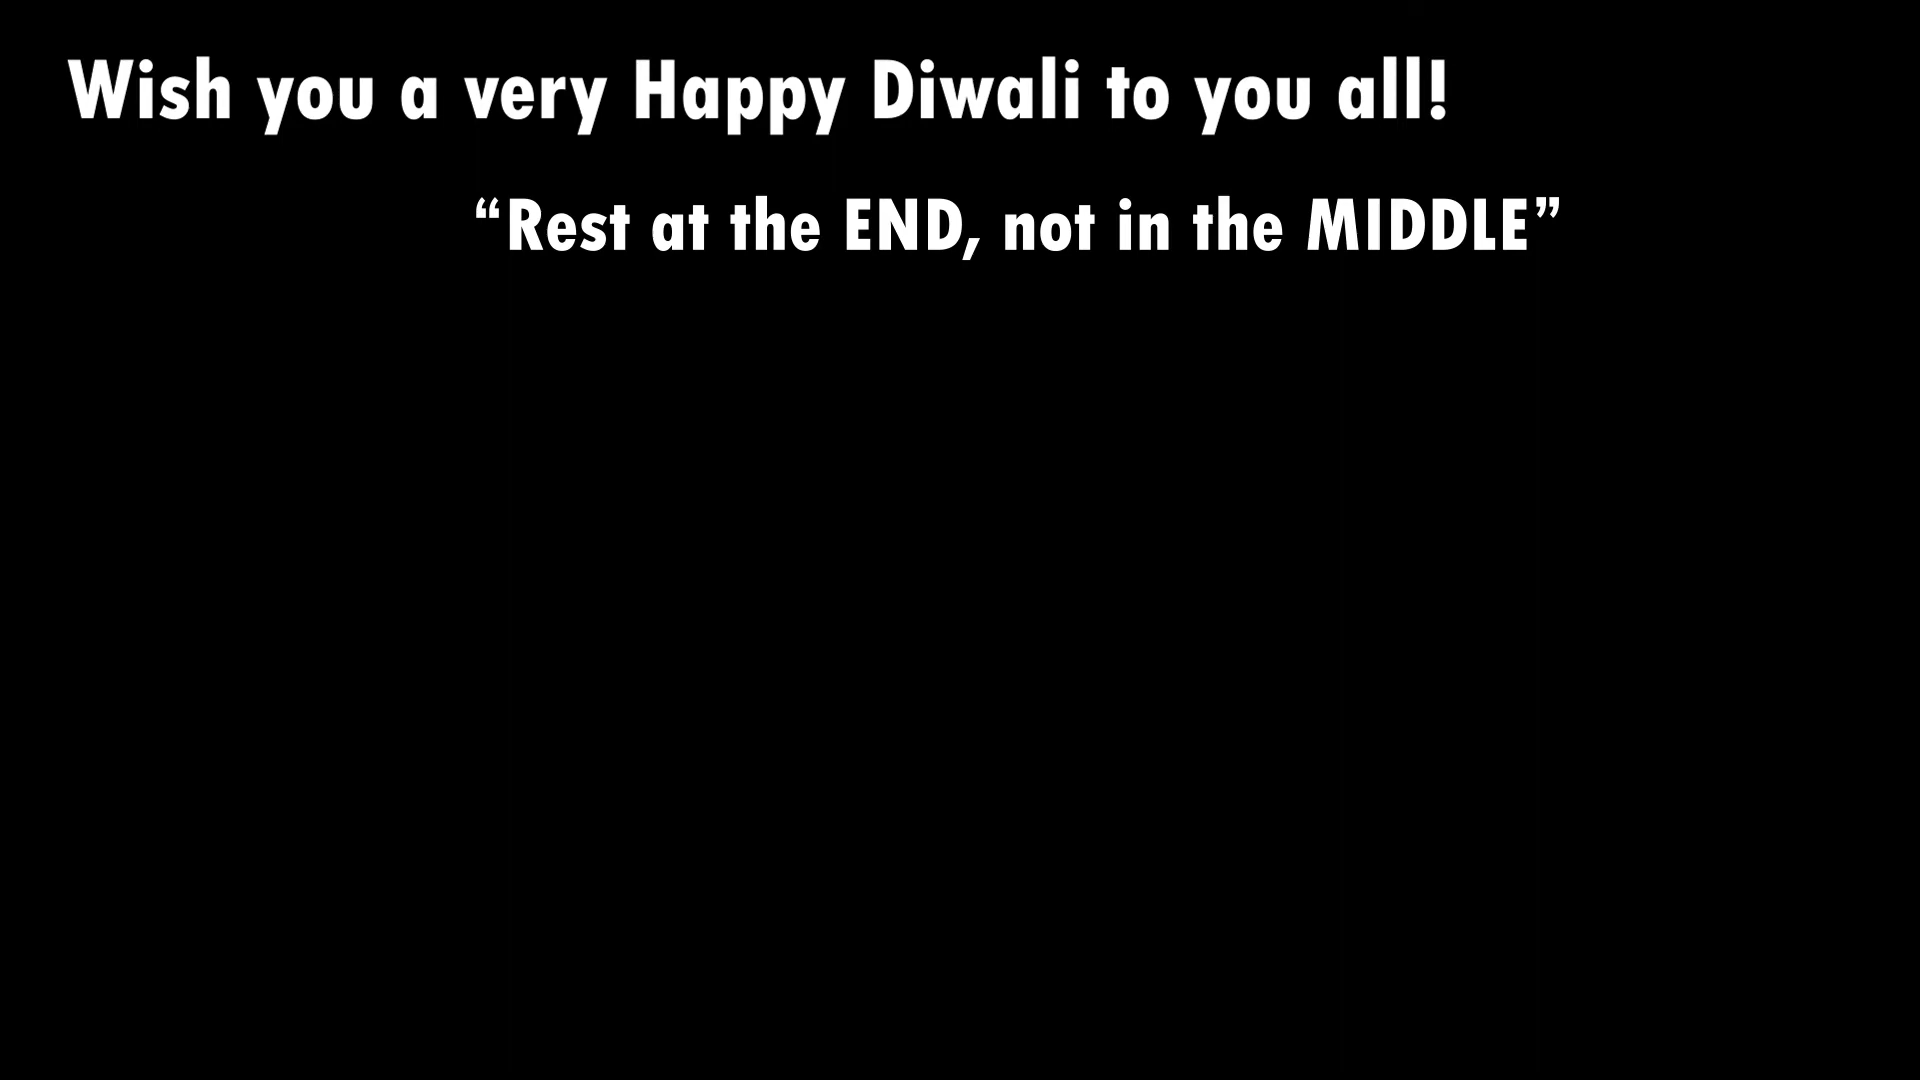 Wish you a very Happy Diwali to you all!
“Rest at the END, not in the MIDDLE”